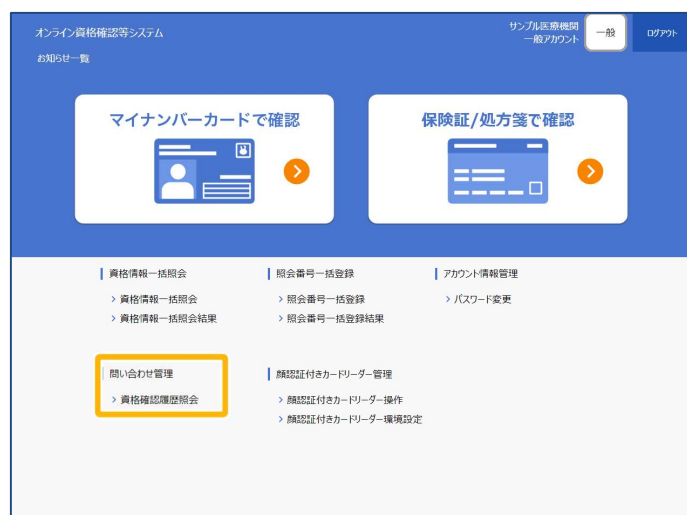 オンライン資格確認等システム
サンプル医療機関
一般アカウント
一般
ログアウト
お知らせ一覧
マイナンバーカードで確認
保険証/処方箋で確認
資格情報一括照会
資格情報一括照会
資格情報一括照会結果
照会番号一括登録
照会番号一括登録
照会番号一括登録結果
アカウント情報管理
パスワード変更
問い合わせ管理
資格確認履歴照会
顔認証付きカードリーダー管理
顔認証付きカードリーダー操作
顔認証付きカードリーダー環境設定